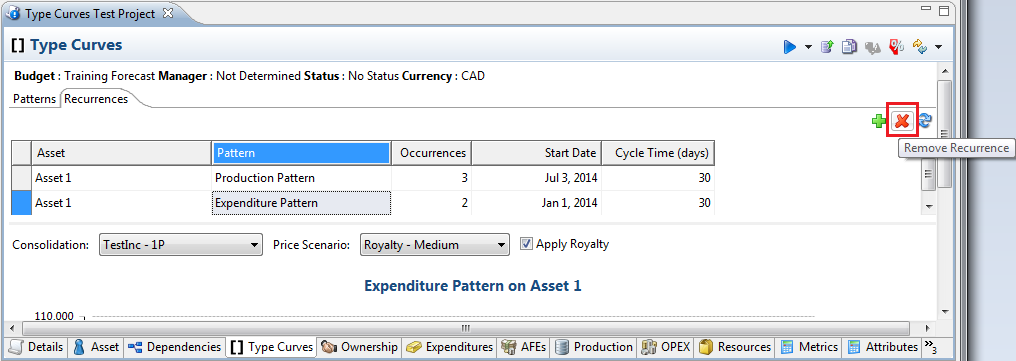 Type Curves Test Project
[] Type Curves
Budget : Training Forecast Manager : Not Determined Status : No Status Currency : CAD
Patterns Recurrences
Remove Recurrence
Asset Pattern Occurrences Start Date Cycle Time (days)
Asset 1 Production Pattern 3 Jul 3, 2014 30
Asset 1 Expenditure Pattern 2 Jan 1, 2014 30
Consolidation: TestInc - 1P Price Scenario: Royalty - Medium Apply Royalty
Expenditure Pattern on Asset 1
110.000
Details Asset Dependencies [] Type Curves Ownership Expenditures AFEs Production OPEX Resources Metrics Attributes »3